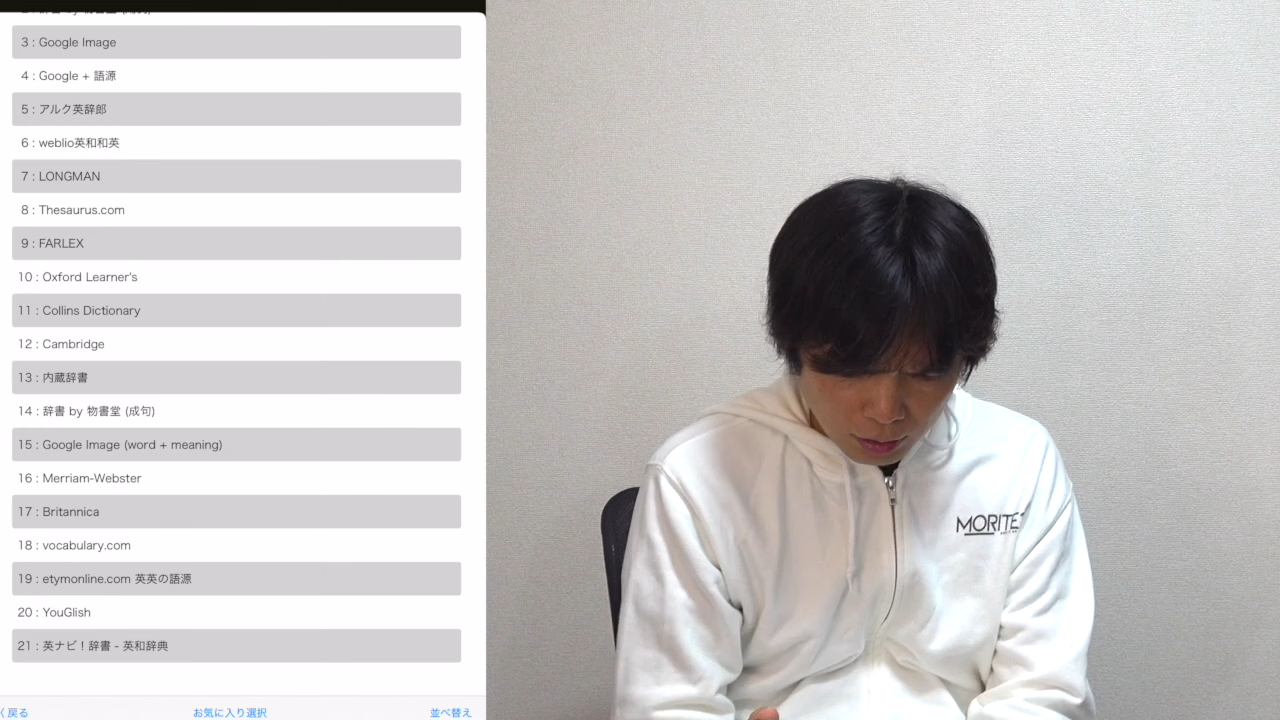 3 : Google Image
4 : Google + 語源
5 : アルク英辞郎
6 : weblio英和和英
7 : LONGMAN
8 : Thesaurus.com
9 : FARLEX
10 : Oxford Learner's
11 : Collins Dictionary
12 : Cambridge
13 : 内蔵辞書
14 : 辞書 by 物書堂 (成句)
15 : Google Image (word + meaning)
16 : Merriam-Webster
17 : Britannica
18 : vocabulary.com
19 : etymonline.com 英英の語源
20 : YouGlish
21 : 英ナビ！辞書 - 英和辞典
く戻る
お気に入り選択
並べ替え
MORITE